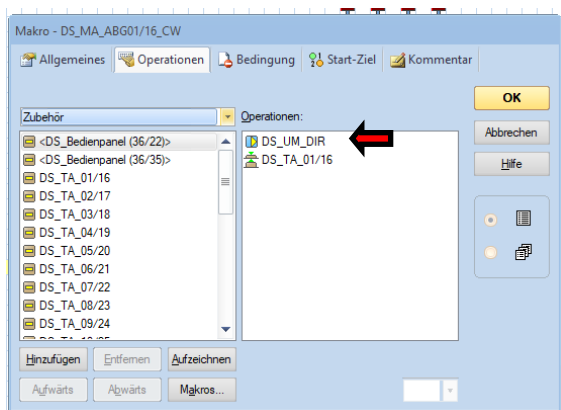 Makro - DS_MA_ABG01/16_CW
Allgemeines Operationen Bedingung Start-Ziel Kommentar
Zubehör
Operationen:
<DS_Bedienpanel (36/22)>
<DS_Bedienpanel (36/35)>
DS_TA_01/16
DS_TA_02/17
DS_TA_03/18
DS_TA_04/19
DS_TA_05/20
DS_TA_06/21
DS_TA_07/22
DS_TA_08/23
DS_TA_09/24
DS_UM_DIR
DS_TA_01/16
OK
Abbrechen
Hilfe
Hinzufügen Entfernen Aufzeichnen
Aufwärts Abwärts Makros...